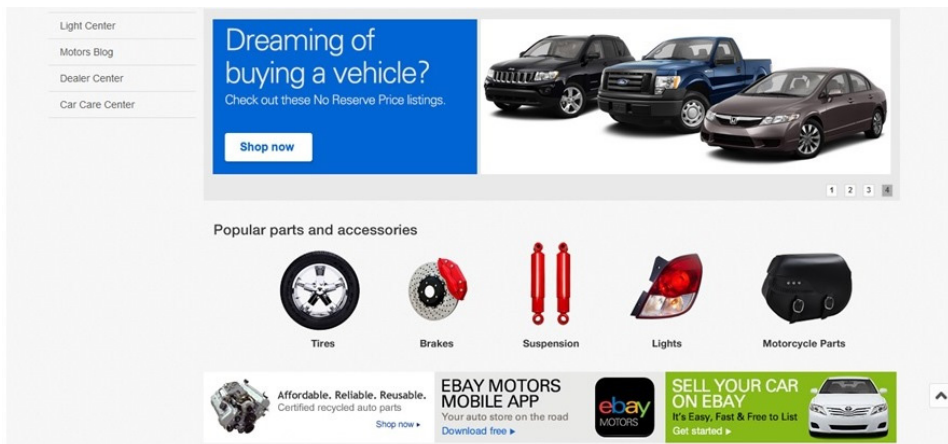 Light Center
Motors Blog
Dealer Center
Car Care Center
Dreaming of
buying a vehicle?
Check out these No Reserve Price listings.
Shop now
1 2 3 4
Popular parts and accessories
Tires
Brakes
Suspension
Lights
Motorcycle Parts
Affordable. Reliable. Reusable.
Certified recycled auto parts
Shop now
EBAY MOTORS
MOBILE APP
Your auto store on the road
Download free
ebay
MOTORS
SELL YOUR CAR
ON EBAY
It's Easy, Fast & Free to List
Get started